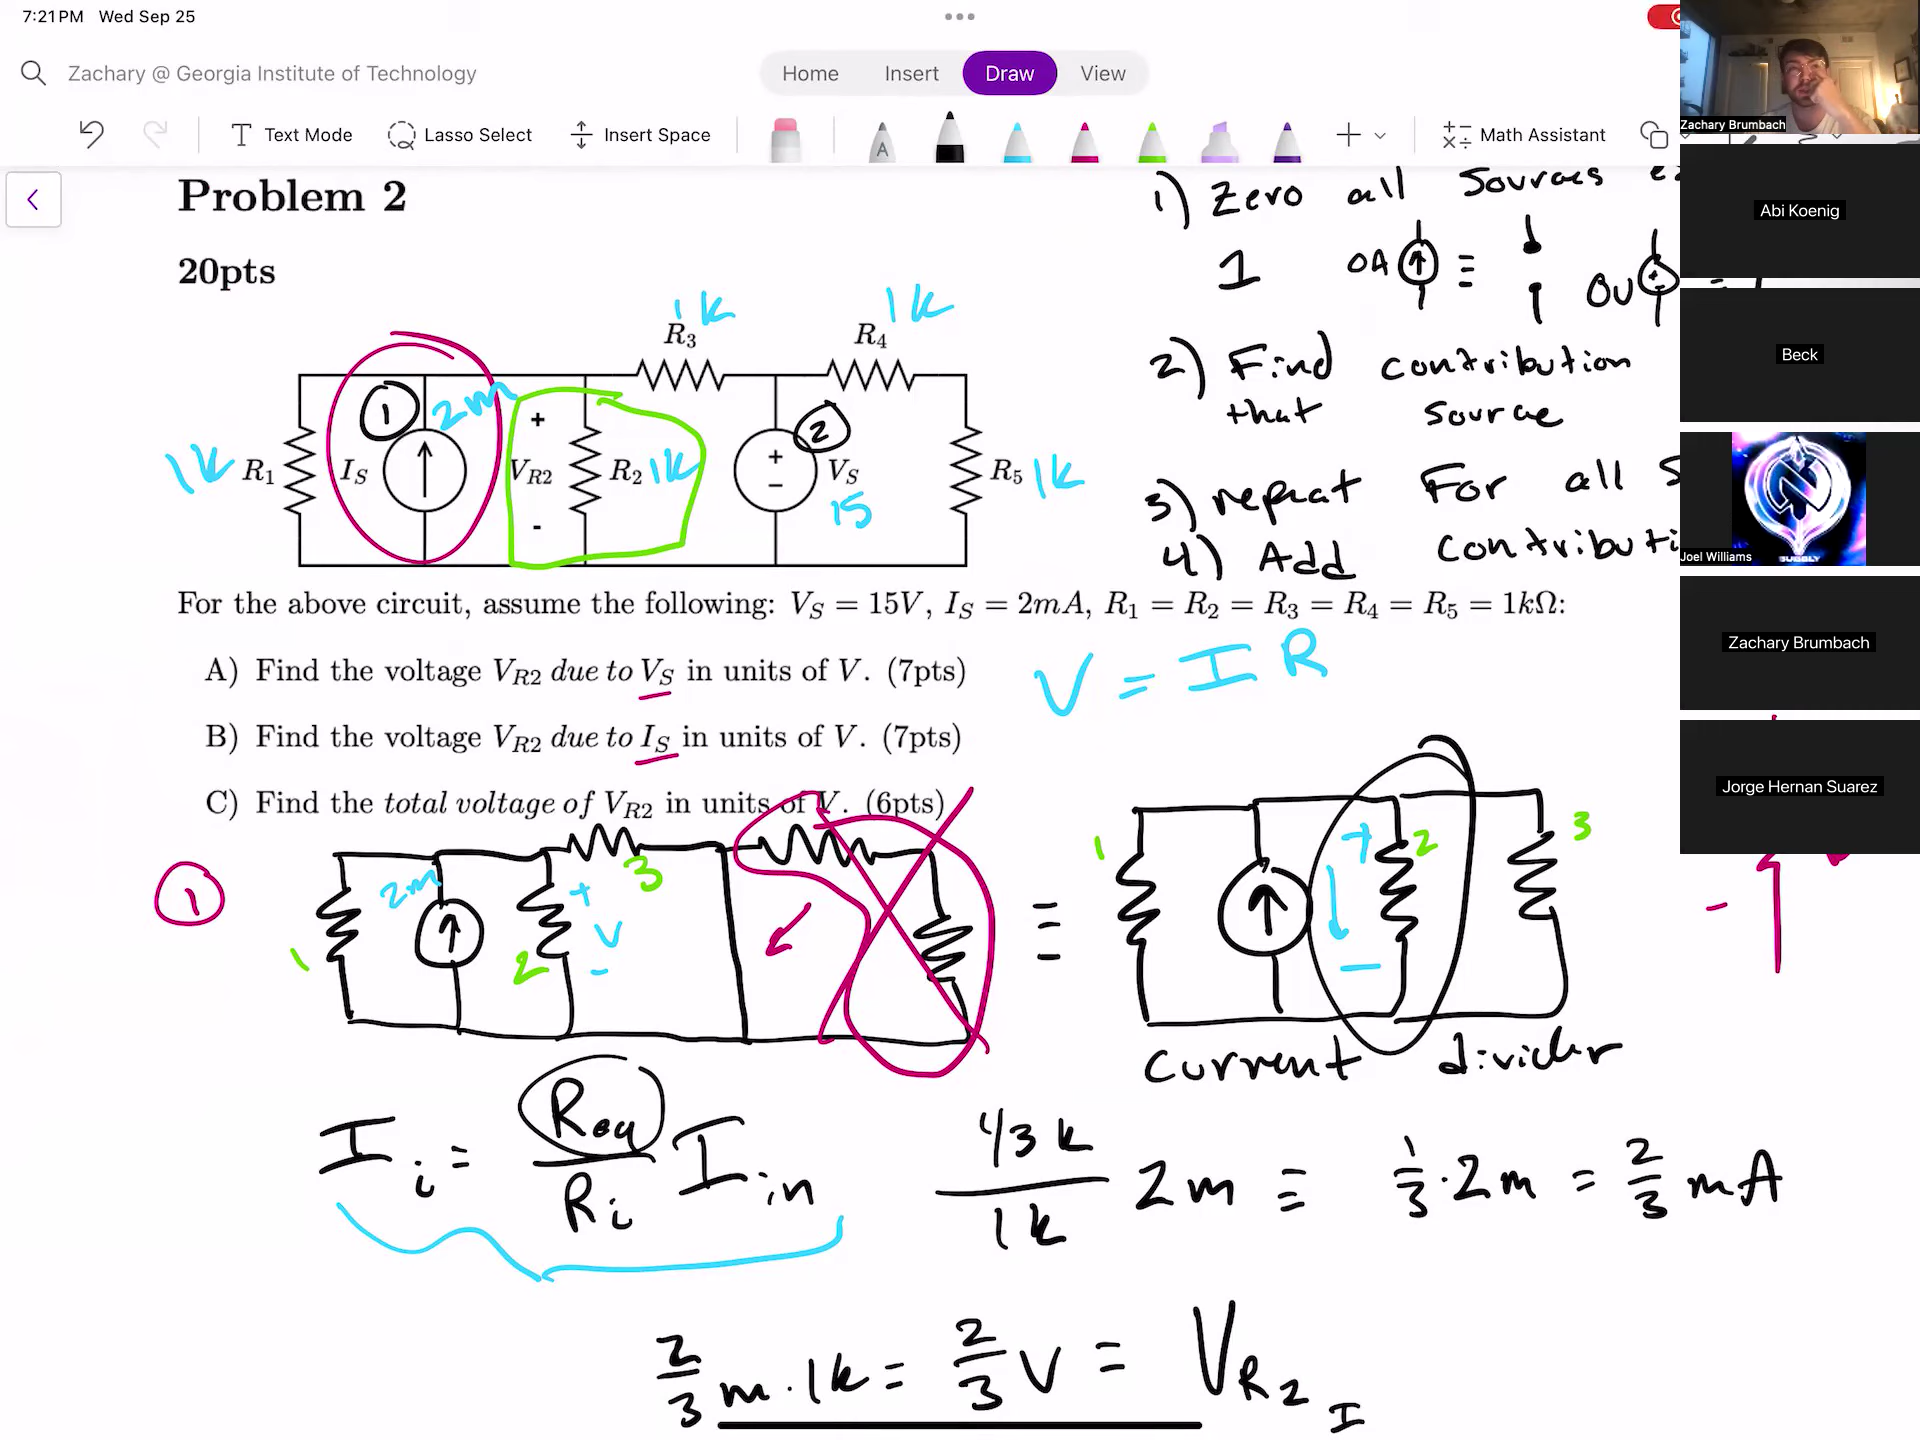 7:21 PM Wed Sep 25
Zachary @ Georgia Institute of Technology
Home Insert Draw View
Text Mode Lasso Select Insert Space Math Assistant
Zachary Brumbach
Abi Koenig
Beck
Joel Williams
Zachary Brumbach
Jorge Hernan Suarez
Problem 2
20pts
1) Zero all sources
1 0A ≡ 0V
2) Find contribution
that source
3) repeat For all S
4) Add contributi
1k 1k
R3 R4
1 2m + 2 +
1k R1 IS VR2 R2 1k VS R5 1k
- − 15
For the above circuit, assume the following: VS = 15V, IS = 2mA, R1 = R2 = R3 = R4 = R5 = 1kΩ:
V = IR
A) Find the voltage VR2 due to VS in units of V. (7pts)
B) Find the voltage VR2 due to IS in units of V. (7pts)
C) Find the total voltage of VR2 in units of V. (6pts)
1 1 2m 2 + V - 3 ≡ 1 + - 2 3
current divider
Ii = Req/Ri Iin 1/3k/1k 2m ≡ 1/3 · 2m = 2/3 mA
2/3 m · 1k = 2/3 V = VR2 I